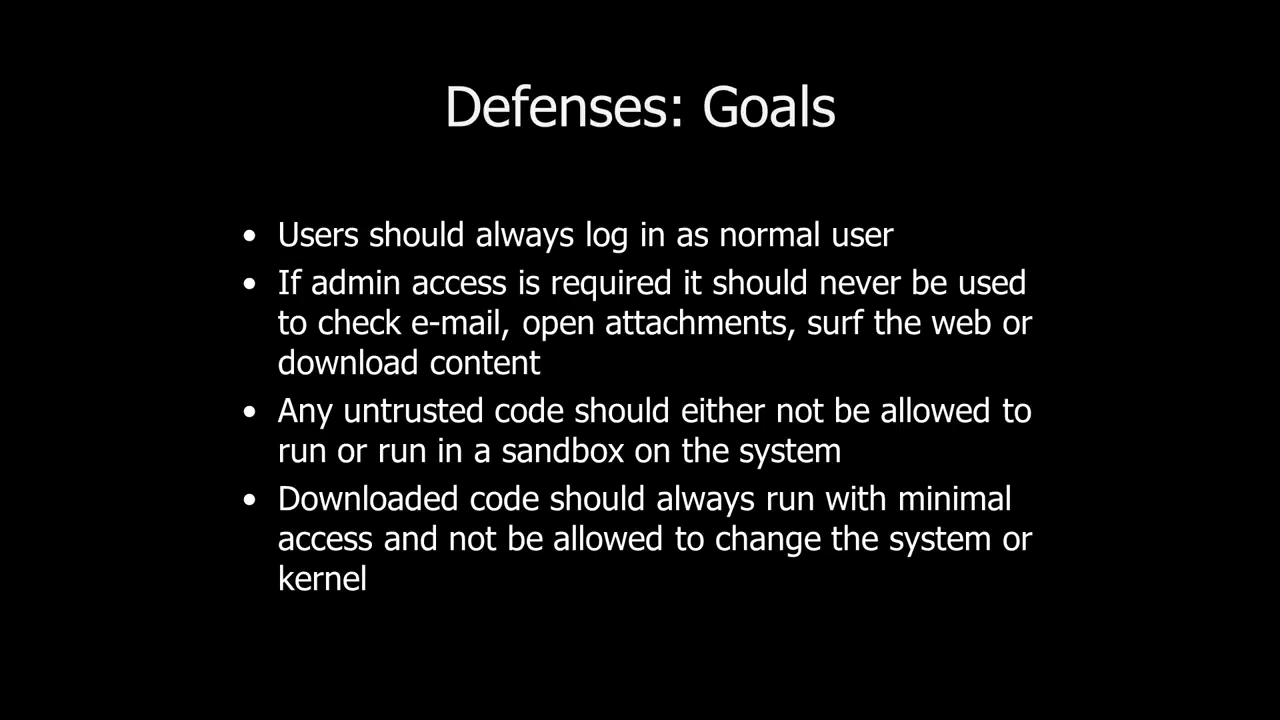 Defenses: Goals
• Users should always log in as normal user
• If admin access is required it should never be used
to check e-mail, open attachments, surf the web or
download content
• Any untrusted code should either not be allowed to
run or run in a sandbox on the system
• Downloaded code should always run with minimal
access and not be allowed to change the system or
kernel